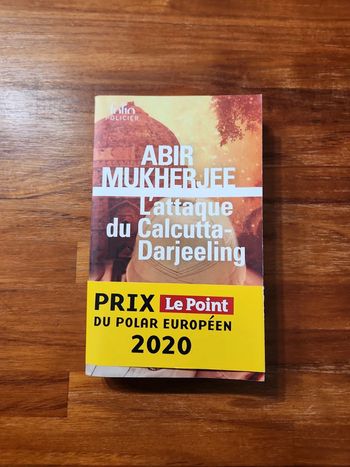 folio
POLICIER
ABIR
MUKHERJEE
L'attaque
du Calcutta-
Darjeeling
PRIX Le Point
DU POLAR EUROPÉEN
2020